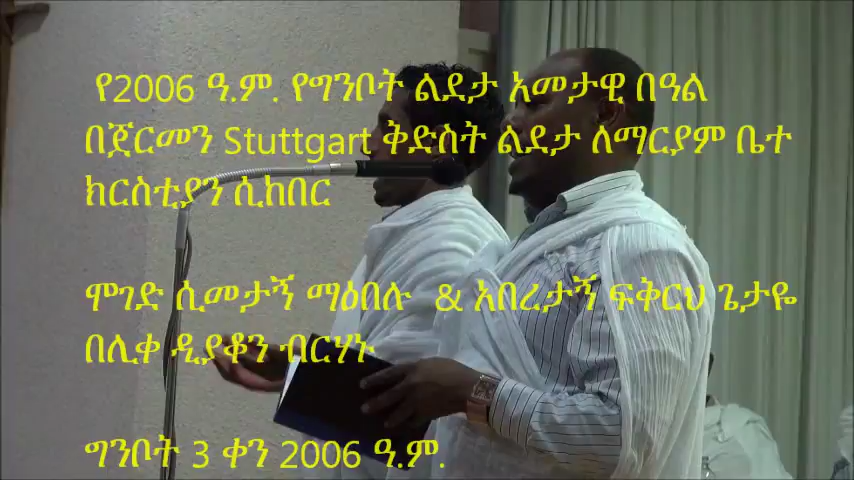 የ2006 ዓ.ም. የግንቦት ልደታ አመታዊ በዓል
በጀርመን Stuttgart ቅድስት ልደታ ለማርያም ቤተ
ክርስቲያን ሲከበር
ሞገድ ሲመታኝ ማዕበሉ & አበረታኝ ፍቅርህ ጌታዬ
በሊቀ ዲያቆን ብርሃኑ
ግንቦት 3 ቀን 2006 ዓ.ም.